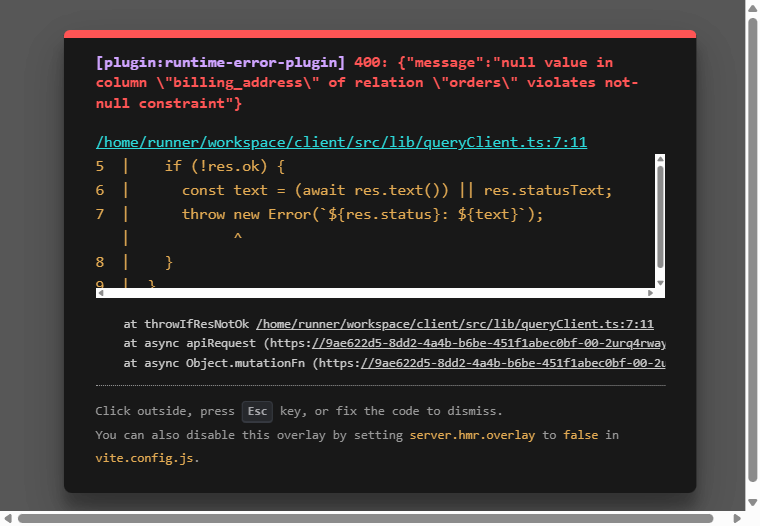 [plugin:runtime-error-plugin] 400: {"message":"null value in
column \"billing_address\" of relation \"orders\" violates not-
null constraint"}
/home/runner/workspace/client/src/lib/queryClient.ts:7:11
5  |    if (!res.ok) {
6  |      const text = (await res.text()) || res.statusText;
7  |      throw new Error(`${res.status}: ${text}`);
   |            ^
8  |    }
9  |  }
at throwIfResNotOk /home/runner/workspace/client/src/lib/queryClient.ts:7:11
at async apiRequest (https://9ae622d5-8dd2-4a4b-b6be-451f1abec0bf-00-2urq4rway
at async Object.mutationFn (https://9ae622d5-8dd2-4a4b-b6be-451f1abec0bf-00-2u
Click outside, press Esc key, or fix the code to dismiss.
You can also disable this overlay by setting server.hmr.overlay to false in
vite.config.js.